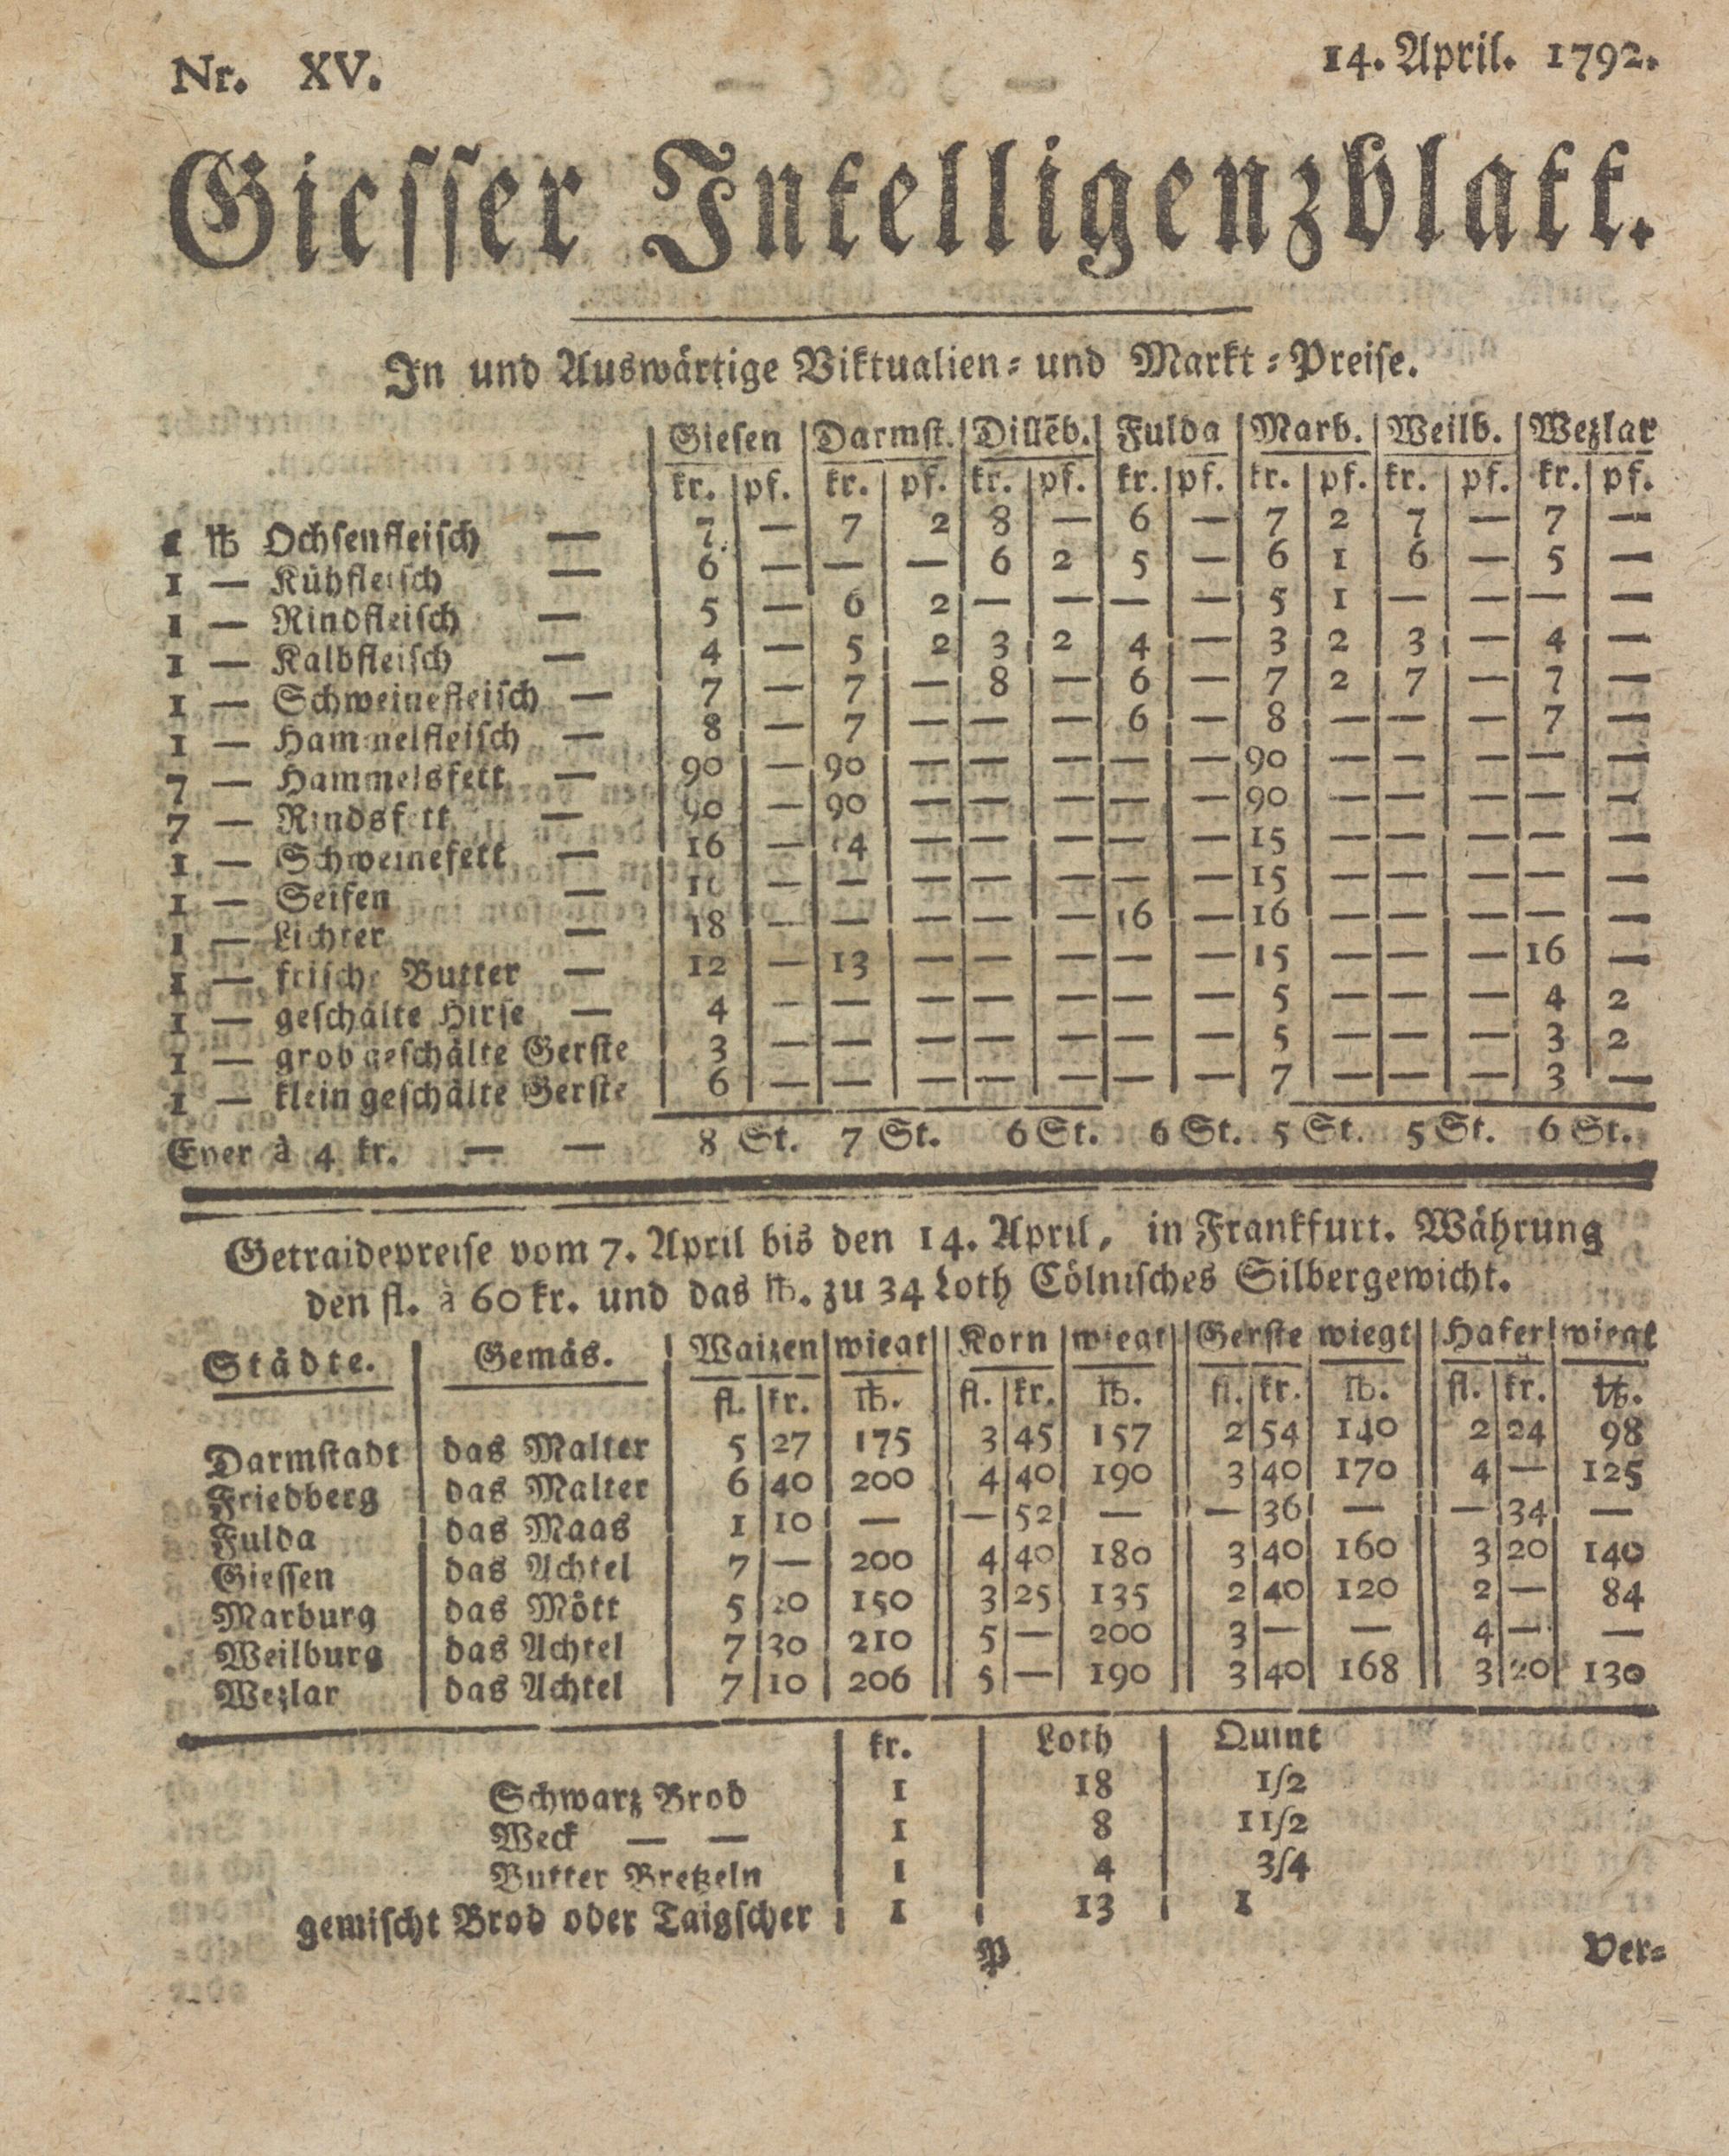 Nr. XV. 14. April. 1792.
Giesser Intelligenzblatt.
In und Auswärtige Viktualien- und Markt-Preise.
Giesen Darmst. Dillēb. Fulda Marb. Weilb. Wezlar
kr. pf. kr. pf. kr. pf. kr. pf. kr. pf. kr. pf. kr. pf.
1 ℔ Ochsenfleisch — 7 — 7 2 8 — 6 — 7 2 7 — 7 —
1 — Kühfleisch — 6 — — — 6 2 5 — 6 1 6 — 5 —
1 — Rindfleisch — 5 — 6 2 — — — — 5 1 — — — —
1 — Kalbfleisch — 4 — 5 2 3 2 4 — 3 2 3 — 4 —
1 — Schweinefleisch — 7 — 7 — 8 — 6 — 7 2 7 — 7 —
1 — Hammelfleisch — 8 — 7 — — — 6 — 8 — — — 7 —
7 — Hammelsfett — 90 — 90 — — — — — 90 — — — — —
7 — Rindsfett — 90 — 90 — — — — — 90 — — — — —
1 — Schweinefett — 16 — 14 — — — — — 15 — — — — —
1 — Seifen — — — — — — — — 15 — — — — —
1 — Lichter — 18 — — — — — 16 — 16 — — — — —
1 — frische Butter — 12 — 13 — — — — — 15 — — — 16 —
1 — geschälte Hirse — 4 — — — — — — — 5 — — — 4 2
1 — grob geschälte Gerste 3 — — — — — — — 5 — — — 3 2
1 — klein geschälte Gerste 6 — — — — — — — 7 — — — 3 —
Eyer à 4 kr. — — 8 St. 7 St. 6 St. 6 St. 5 St. 5 St. 6 St.
Getraidepreise vom 7. April bis den 14. April, in Frankfurt. Währung
den fl. à 60 kr. und das ℔. zu 34 Loth Cölnisches Silbergewicht.
Städte. Gemäs. Waizen wiegt Korn wiegt Gerste wiegt Hafer wiegt
fl. kr. ℔. fl. kr. ℔. fl. kr. ℔. fl. kr. ℔.
Darmstadt das Malter 5 27 175 3 45 157 2 54 140 2 24 98
Friedberg das Malter 6 40 200 4 40 190 3 40 170 4 — 125
Fulda das Maas 1 10 — — 52 — — 36 — — 34 —
Giessen das Achtel 7 — 200 4 40 180 3 40 160 3 20 140
Marburg das Mött 5 20 150 3 25 135 2 40 120 2 — 84
Weilburg das Achtel 7 30 210 5 — 200 3 — — 4 — —
Wezlar das Achtel 7 10 206 5 — 190 3 40 168 3 20 130
kr. Loth Quint
Schwarz Brod 1 18 1/2
Weck — — 1 8 1 1/2
Butter Bretzeln 1 4 3/4
gemischt Brod oder Taigscher 1 13 1
P Ver-